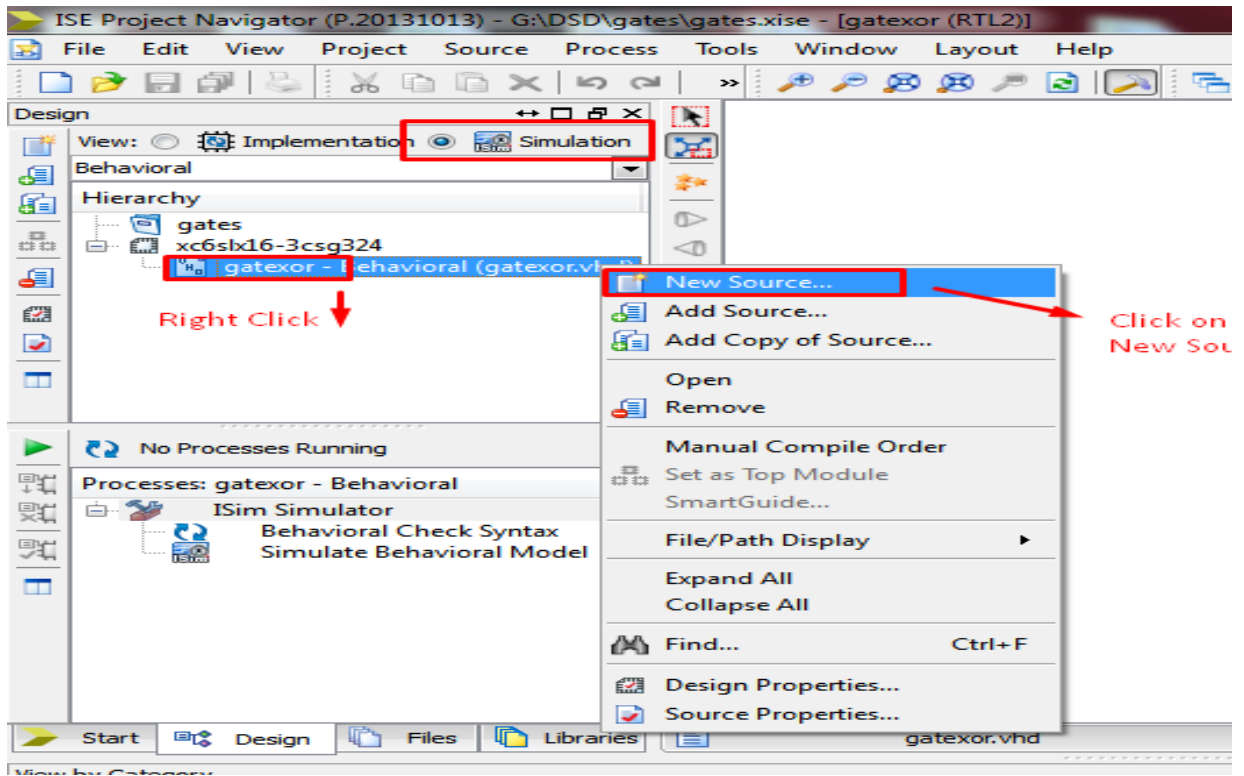 ISE Project Navigator (P.20131013) - G:\DSD\gates\gates.xise - [gatexor (RTL2)]
File Edit View Project Source Process Tools Window Layout Help
Design
View: Implementation Simulation
Behavioral
Hierarchy
gates
xc6slx16-3csg324
gatexor - Behavioral (gatexor.vhd)
Right Click
New Source...
Click on
New Sou
Add Source...
Add Copy of Source...
Open
Remove
Manual Compile Order
Set as Top Module
SmartGuide...
File/Path Display
Expand All
Collapse All
Find... Ctrl+F
Design Properties...
Source Properties...
No Processes Running
Processes: gatexor - Behavioral
ISim Simulator
Behavioral Check Syntax
Simulate Behavioral Model
Start Design Files Libraries gatexor.vhd
View by Category